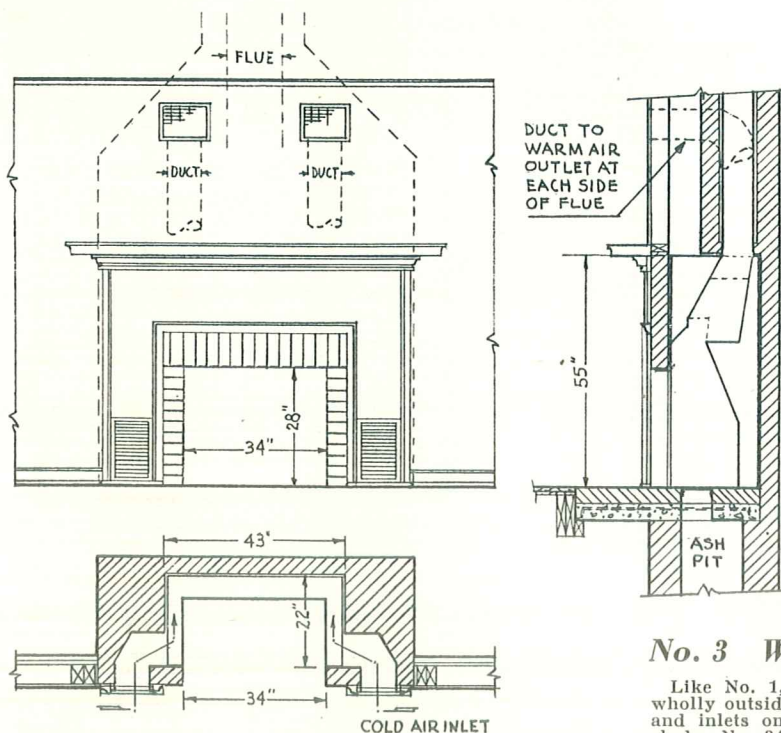 FLUE
DUCT
DUCT
28"
34"
DUCT TO
WARM AIR
OUTLET AT
EACH SIDE
OF FLUE
55"
ASH
PIT
43"
22"
34"
COLD AIR INLET
No. 3 W
Like No. 1,
wholly outsid
and inlets on